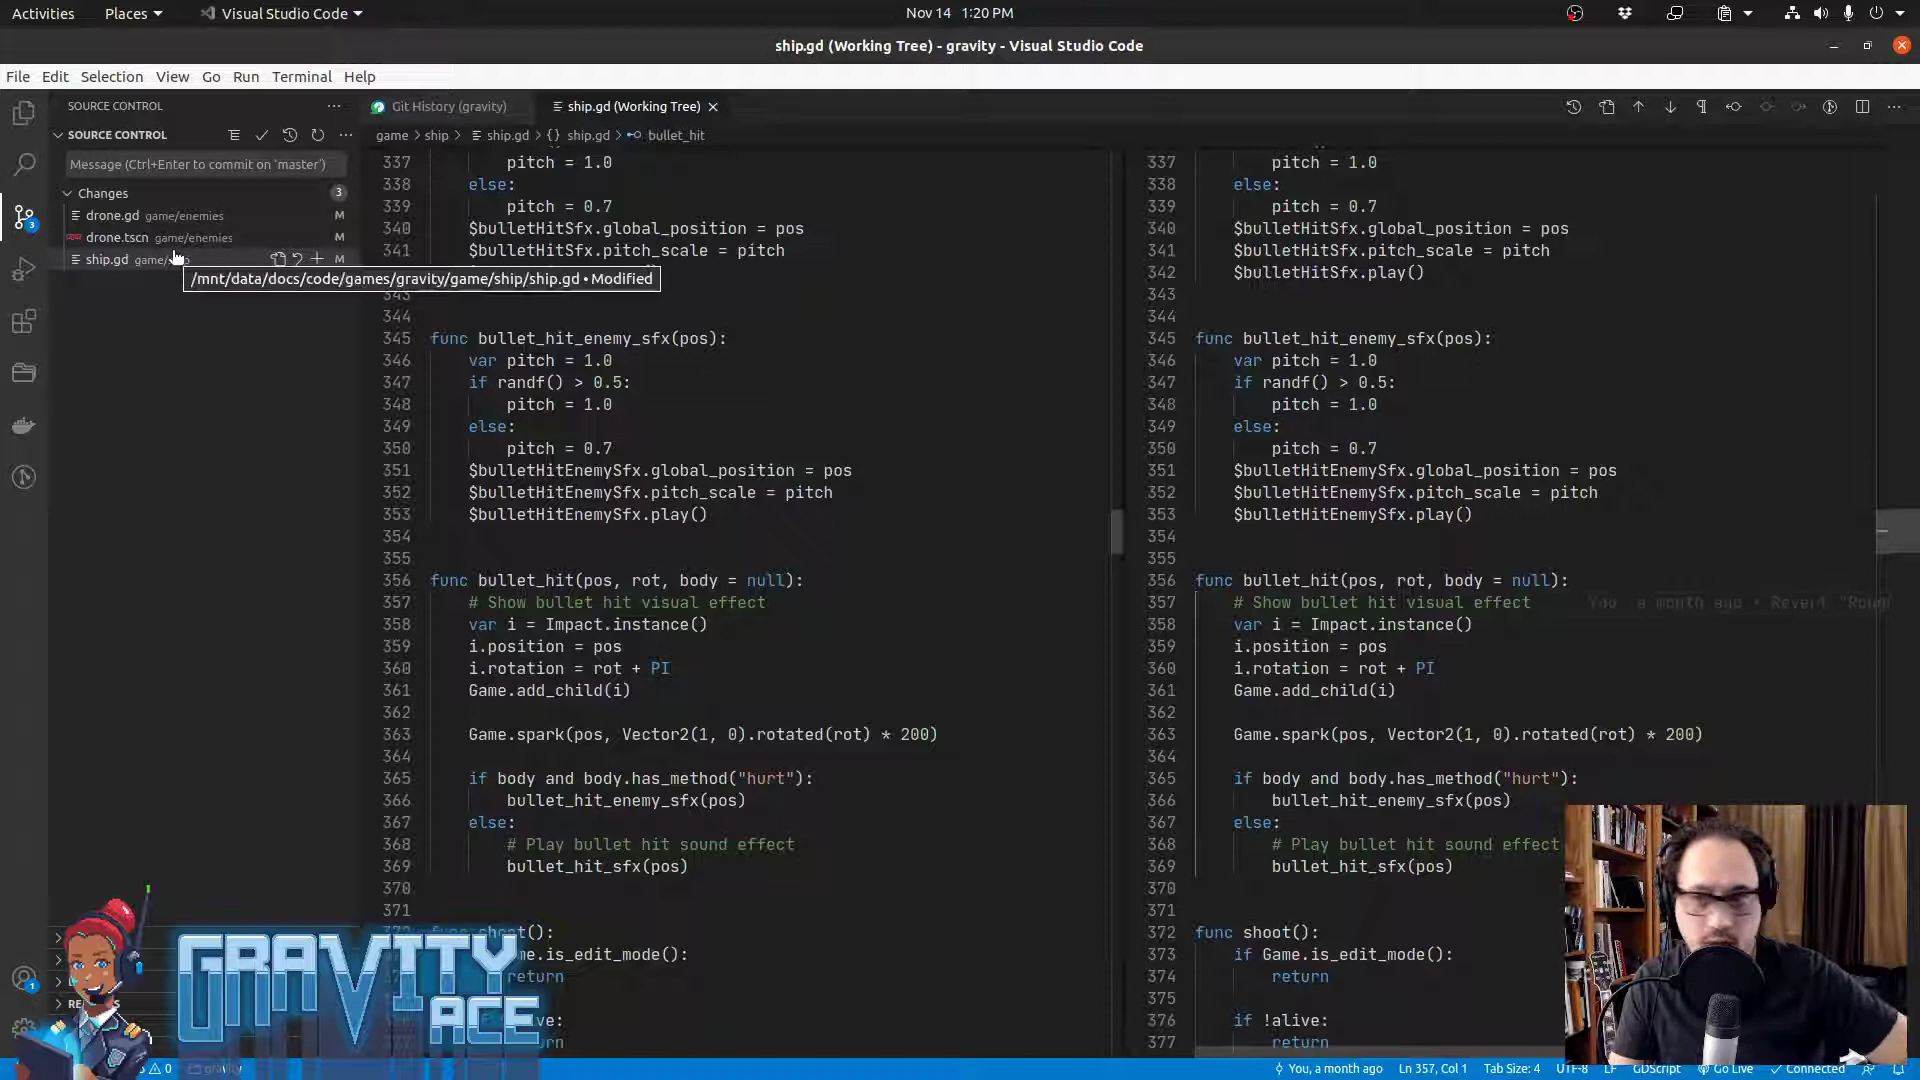 Activities Places Visual Studio Code Nov 14 1:20 PM
ship.gd (Working Tree) - gravity - Visual Studio Code
File Edit Selection View Go Run Terminal Help
SOURCE CONTROL
Git History (gravity)
ship.gd (Working Tree)
SOURCE CONTROL
game > ship > ship.gd > {} ship.gd > bullet_hit
Message (Ctrl+Enter to commit on 'master')
Changes 3
drone.gd game/enemies M
drone.tscn game/enemies M
ship.gd M
/mnt/data/docs/code/games/gravity/game/ship/ship.gd • Modified
3
1
337 pitch = 1.0
338 else:
339 pitch = 0.7
340 $bulletHitSfx.global_position = pos
341 $bulletHitSfx.pitch_scale = pitch
343
344
345 func bullet_hit_enemy_sfx(pos):
346 var pitch = 1.0
347 if randf() > 0.5:
348 pitch = 1.0
349 else:
350 pitch = 0.7
351 $bulletHitEnemySfx.global_position = pos
352 $bulletHitEnemySfx.pitch_scale = pitch
353 $bulletHitEnemySfx.play()
354
355
356 func bullet_hit(pos, rot, body = null):
357 # Show bullet hit visual effect
358 var i = Impact.instance()
359 i.position = pos
360 i.rotation = rot + PI
361 Game.add_child(i)
362
363 Game.spark(pos, Vector2(1, 0).rotated(rot) * 200)
364
365 if body and body.has_method("hurt"):
366 bullet_hit_enemy_sfx(pos)
367 else:
368 # Play bullet hit sound effect
369 bullet_hit_sfx(pos)
370
371
shoot():
.is_edit_mode():
return
337 pitch = 1.0
338 else:
339 pitch = 0.7
340 $bulletHitSfx.global_position = pos
341 $bulletHitSfx.pitch_scale = pitch
342 $bulletHitSfx.play()
343
344
345 func bullet_hit_enemy_sfx(pos):
346 var pitch = 1.0
347 if randf() > 0.5:
348 pitch = 1.0
349 else:
350 pitch = 0.7
351 $bulletHitEnemySfx.global_position = pos
352 $bulletHitEnemySfx.pitch_scale = pitch
353 $bulletHitEnemySfx.play()
354
355
356 func bullet_hit(pos, rot, body = null):
357 # Show bullet hit visual effect You, a month ago • Revert
358 var i = Impact.instance()
359 i.position = pos
360 i.rotation = rot + PI
361 Game.add_child(i)
362
363 Game.spark(pos, Vector2(1, 0).rotated(rot) * 200)
364
365 if body and body.has_method("hurt"):
366 bullet_hit_enemy_sfx(pos)
367 else:
368 # Play bullet hit sound effect
369 bullet_hit_sfx(pos)
370
371
372 func shoot():
373 if Game.is_edit_mode():
374 return
375
376 if !alive:
377 return
GRAVITY
ACE
0 gravity You, a month ago Ln 357, Col 1 Tab Size: 4 UTF-8 LF GDScript Go Live Connected